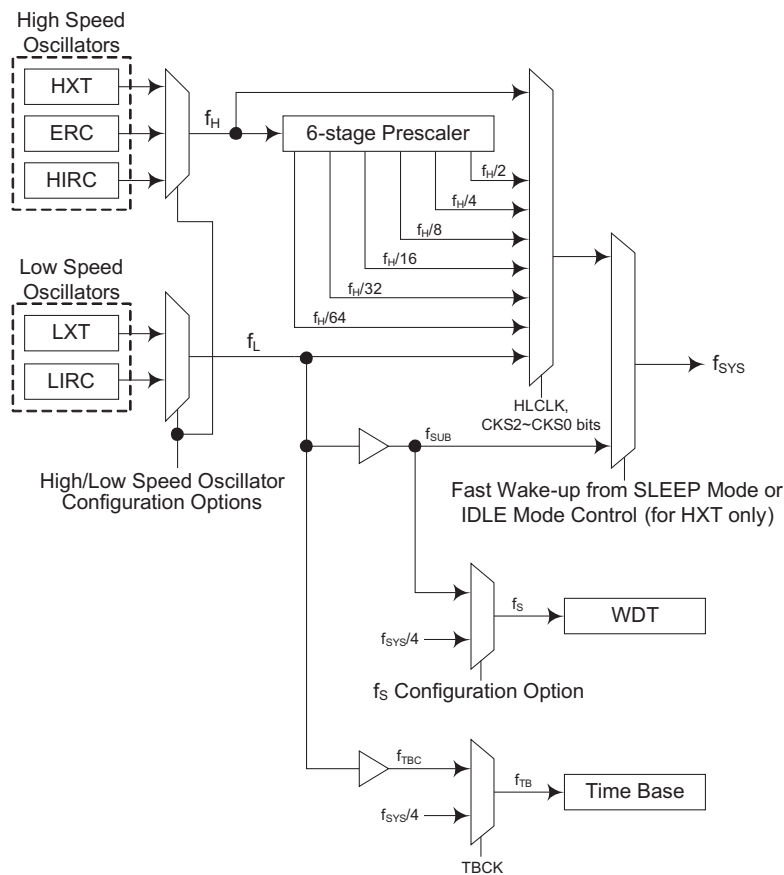 High Speed
Oscillators
HXT
ERC
HIRC
fH
6-stage Prescaler
fH/2
fH/4
fH/8
fH/16
fH/32
fH/64
Low Speed
Oscillators
LXT
LIRC
fL
HLCLK,
CKS2~CKS0 bits
fSYS
High/Low Speed Oscillator
Configuration Options
fSUB
Fast Wake-up from SLEEP Mode or
IDLE Mode Control (for HXT only)
fS
WDT
fSYS/4
fS Configuration Option
fTBC
fTB
Time Base
fSYS/4
TBCK